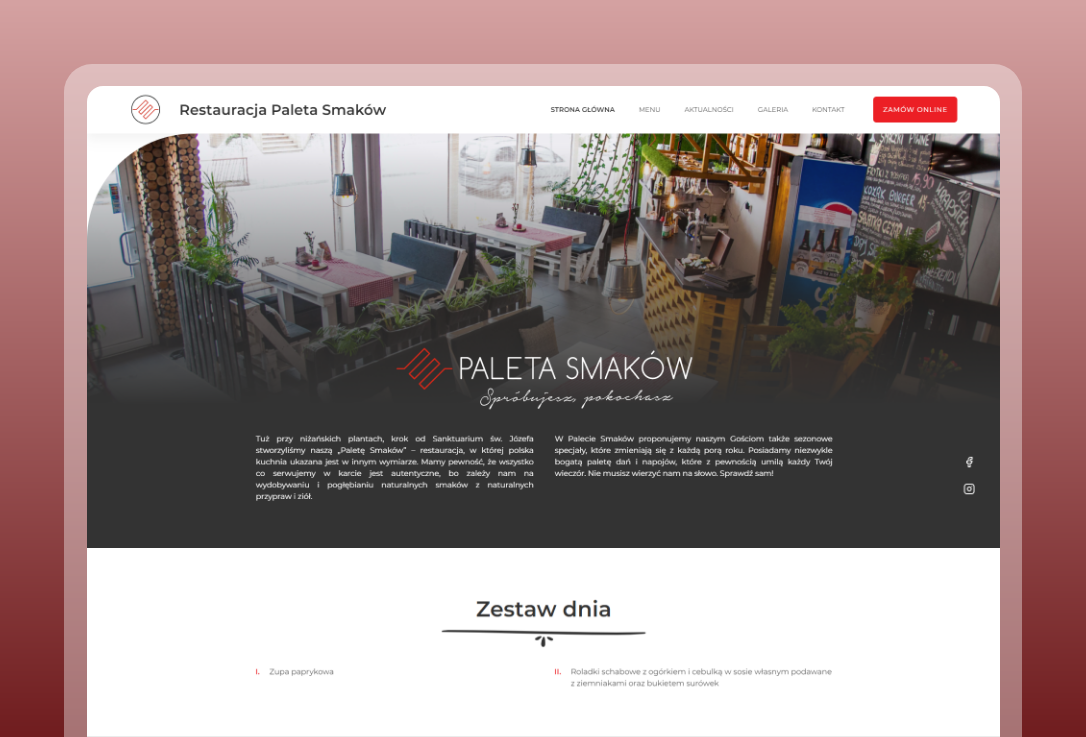 Restauracja Paleta Smaków
STRONA GŁÓWNA MENU AKTUALNOŚCI GALERIA KONTAKT ZAMÓW ONLINE
PALETA SMAKÓW
Spróbujesz, pokochasz
Tuż przy niżańskich plantach, krok od Sanktuarium św. Józefa
stworzyliśmy naszą „Paletę Smaków” – restauracja, w której polska
kuchnia ukazana jest w innym wymiarze. Mamy pewność, że wszystko
co serwujemy w karcie jest autentyczne, bo zależy nam na
wydobywaniu i pogłębianiu naturalnych smaków z naturalnych
przypraw i ziół.
W Palecie Smaków proponujemy naszym Gościom także sezonowe
specjały, które zmieniają się z każdą porą roku. Posiadamy niezwykle
bogatą paletę dań i napojów, które z pewnością umilą każdy Twój
wieczór. Nie musisz wierzyć nam na słowo. Sprawdź sam!
Zestaw dnia
I. Zupa paprykowa
II. Roladki schabowe z ogórkiem i cebulką w sosie własnym podawane
z ziemniakami oraz bukietem surówek